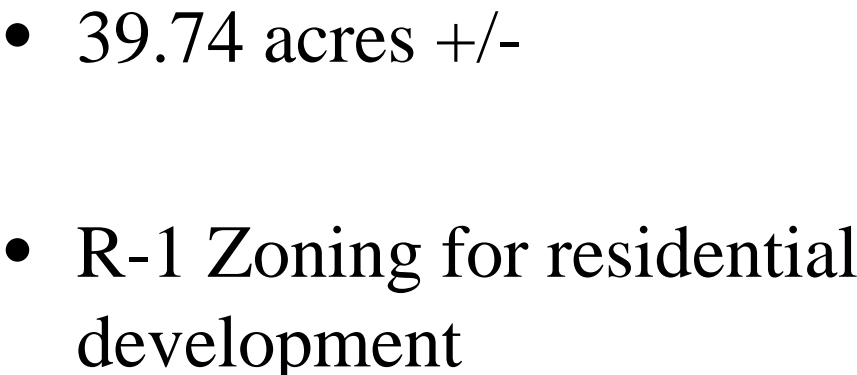 • 39.74 acres +/-
• R-1 Zoning for residential
development